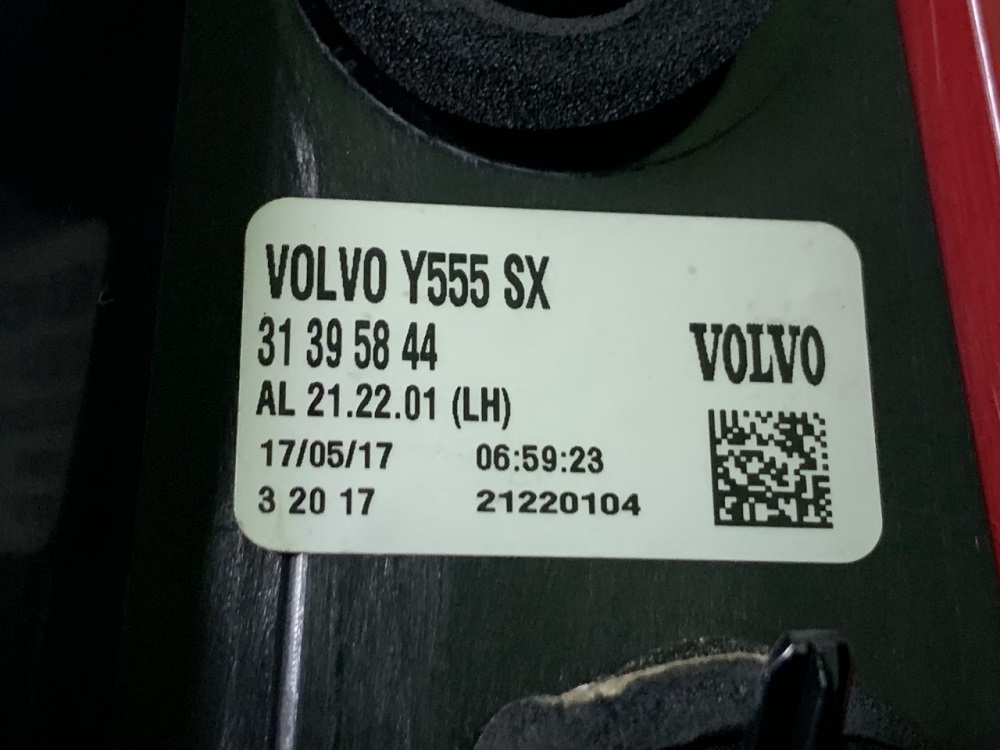 VOLVO Y555 SX
31 39 58 44
AL 21.22.01 (LH)
VOLVO
17/05/17 06:59:23
3 20 17 21220104